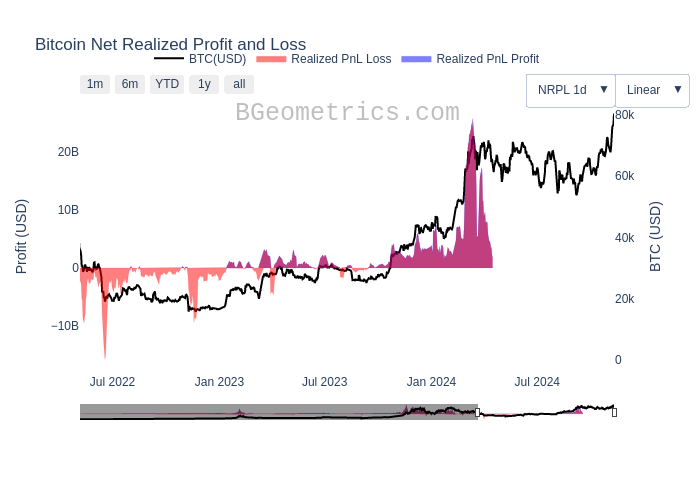 Bitcoin Net Realized Profit and Loss
BTC(USD) Realized PnL Loss Realized PnL Profit
1m 6m YTD 1y all
NRPL 1d ▼ Linear ▼
BGeometrics.com
20B
10B
0
−10B
Profit (USD)
80k
60k
40k
20k
0
BTC (USD)
Jul 2022 Jan 2023 Jul 2023 Jan 2024 Jul 2024